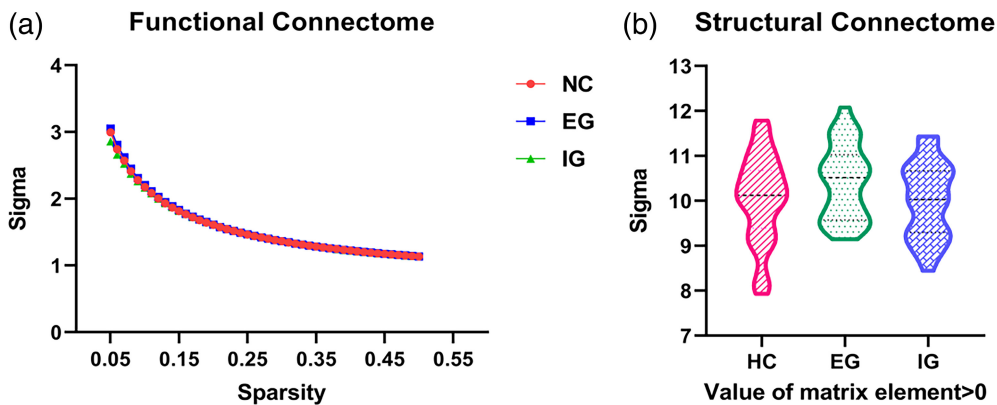 (a) Functional Connectome
4
3
2
1
0
Sigma
0.05 0.15 0.25 0.35 0.45 0.55
Sparsity
NC
EG
IG
(b) Structural Connectome
13
12
11
10
9
8
7
Sigma
HC EG IG
Value of matrix element>0